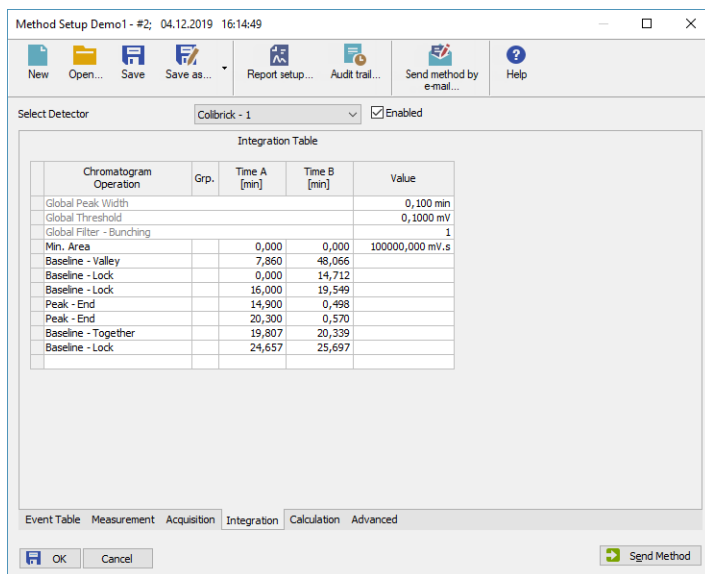 Method Setup Demo1 - #2; 04.12.2019 16:14:49
New Open... Save Save as... Report setup... Audit trail... Send method by e-mail... Help
Select Detector Colibrick - 1 Enabled
Integration Table
Chromatogram Operation Grp. Time A [min] Time B [min] Value
Global Peak Width 0,100 min
Global Threshold 0,1000 mV
Global Filter - Bunching 1
Min. Area 0,000 0,000 100000,000 mV.s
Baseline - Valley 7,860 48,066
Baseline - Lock 0,000 14,712
Baseline - Lock 16,000 19,549
Peak - End 14,900 0,498
Peak - End 20,300 0,570
Baseline - Together 19,807 20,339
Baseline - Lock 24,657 25,697
Event Table Measurement Acquisition Integration Calculation Advanced
OK Cancel Send Method